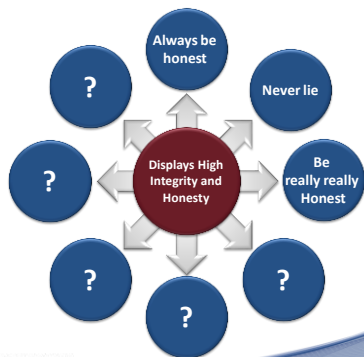 Always be
honest
?
Never lie
?
Displays High
Integrity and
Honesty
Be
really really
Honest
?
?
?